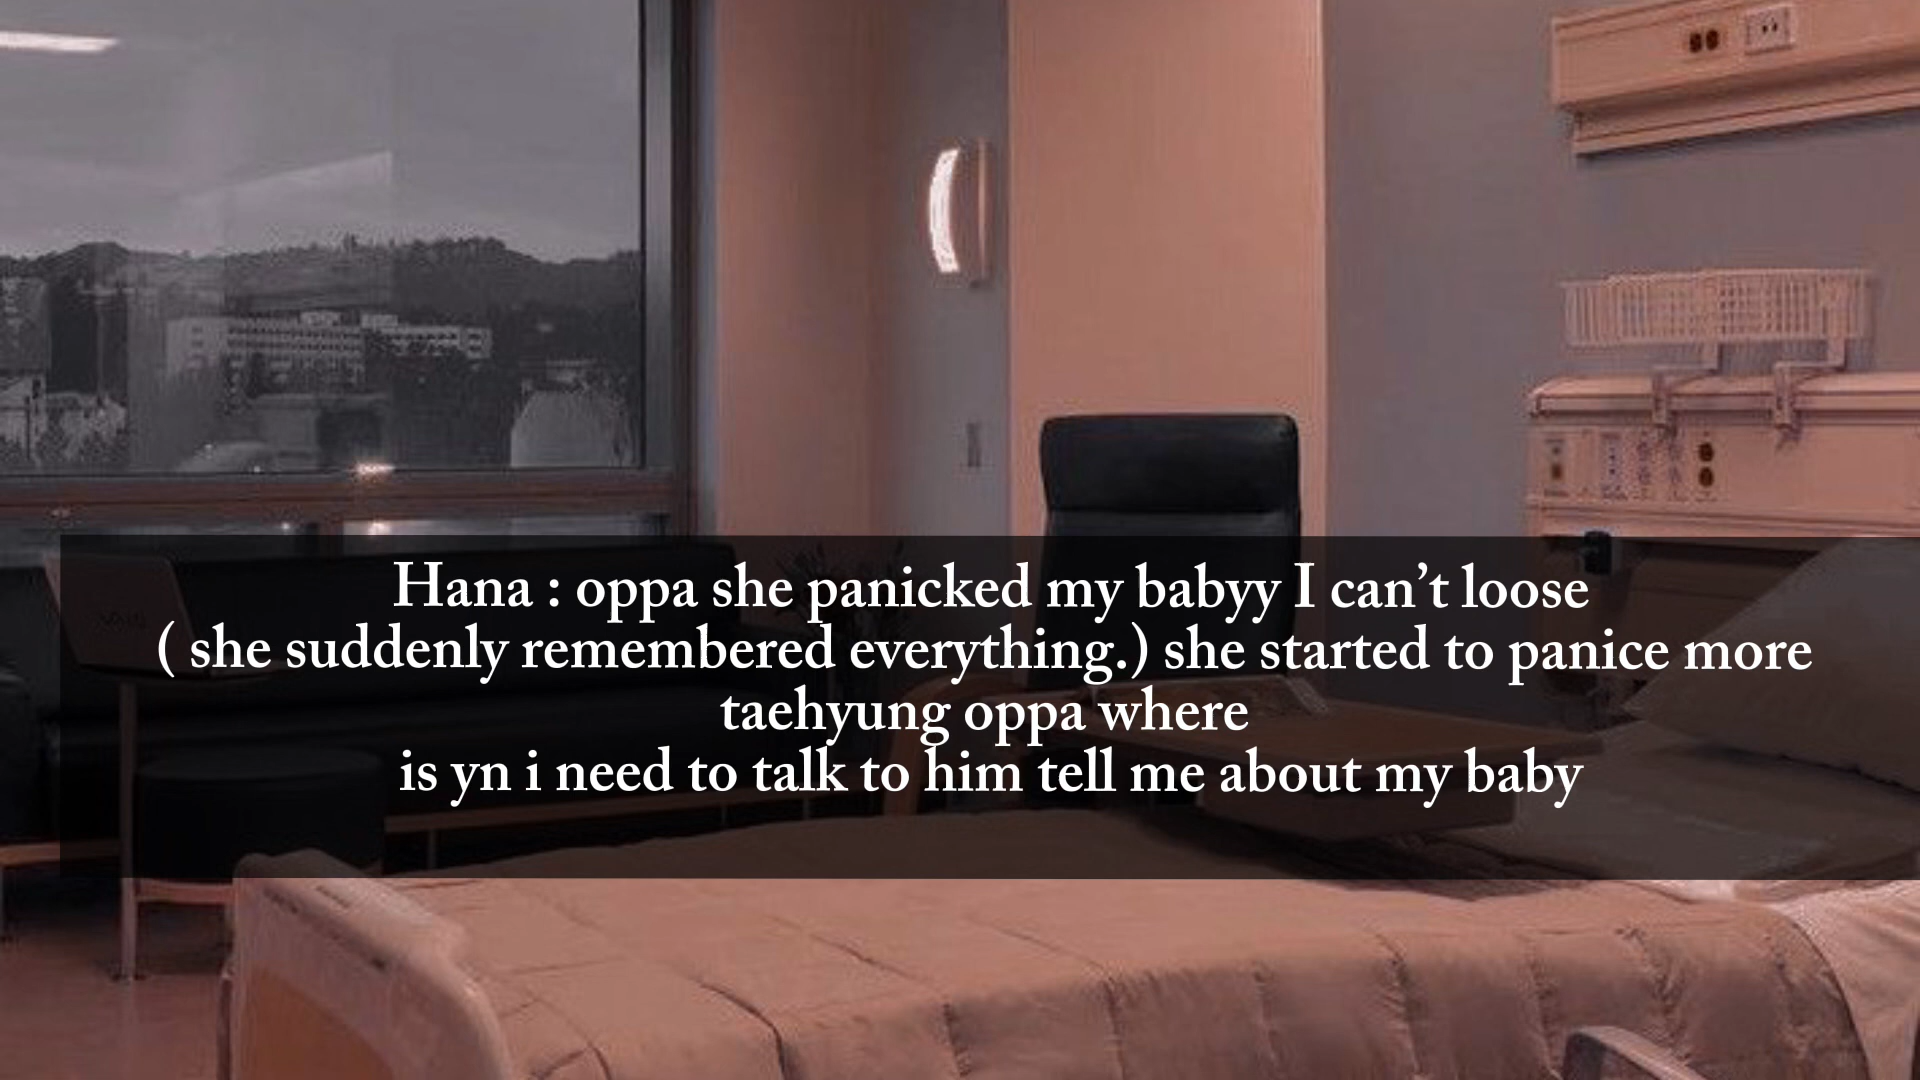 Hana : oppa she panicked my babyy I can’t loose
( she suddenly remembered everything.) she started to panice more
taehyung oppa where
is yn i need to talk to him tell me about my baby